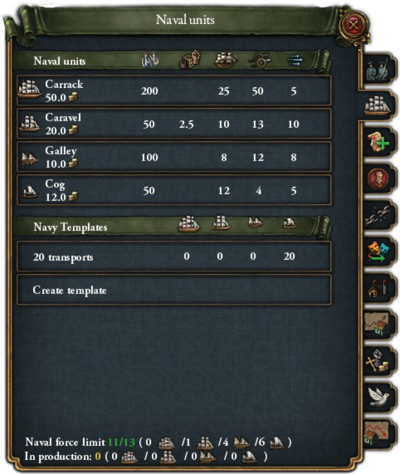 Naval units
Naval units
Carrack
50.0 200 25 50 5
Caravel
20.0 50 2.5 10 13 10
Galley
10.0 100 8 12 8
Cog
12.0 50 12 4 5
Navy Templates
20 transports 0 0 0 20
Create template
Naval force limit 11/13 ( 0 /1 /4 /6 )
In production: 0 ( 0 /0 /0 /0 )